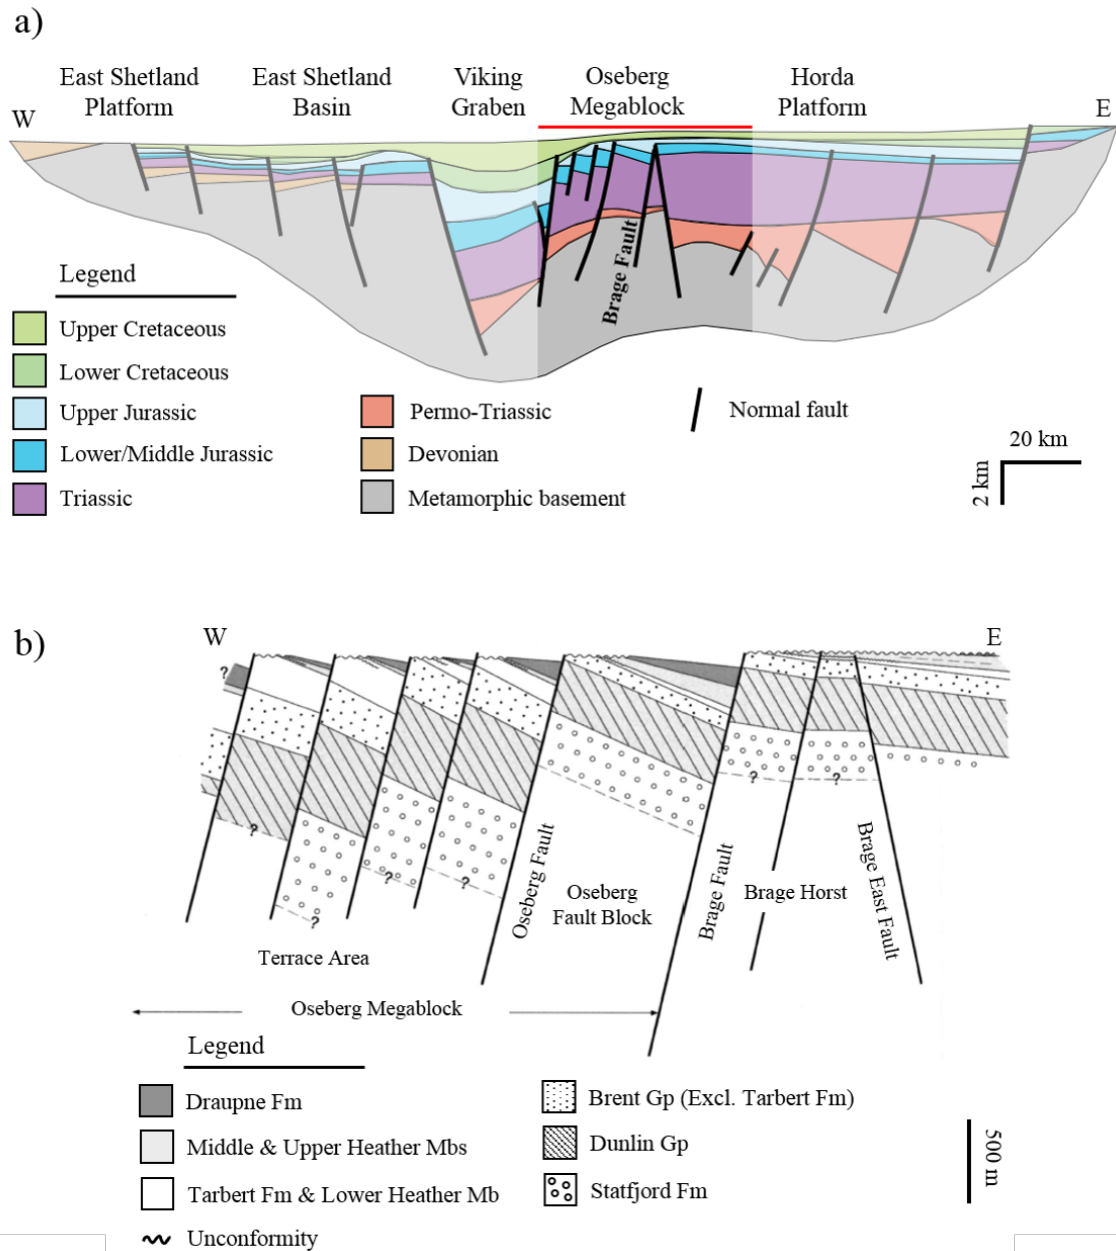 a)
East Shetland
Platform
East Shetland
Basin
Viking
Graben
Oseberg
Megablock
Horda
Platform
W
E
Brage Fault
Legend
Upper Cretaceous
Lower Cretaceous
Upper Jurassic
Lower/Middle Jurassic
Triassic
Permo-Triassic
Devonian
Metamorphic basement
Normal fault
20 km
2 km
b)
W
E
?
?
?
?
?
?
?
Oseberg Fault
Oseberg
Fault Block
Brage Fault
Brage Horst
Brage East Fault
Terrace Area
Oseberg Megablock
Legend
Draupne Fm
Middle & Upper Heather Mbs
Tarbert Fm & Lower Heather Mb
Unconformity
Brent Gp (Excl. Tarbert Fm)
Dunlin Gp
Statfjord Fm
500 m